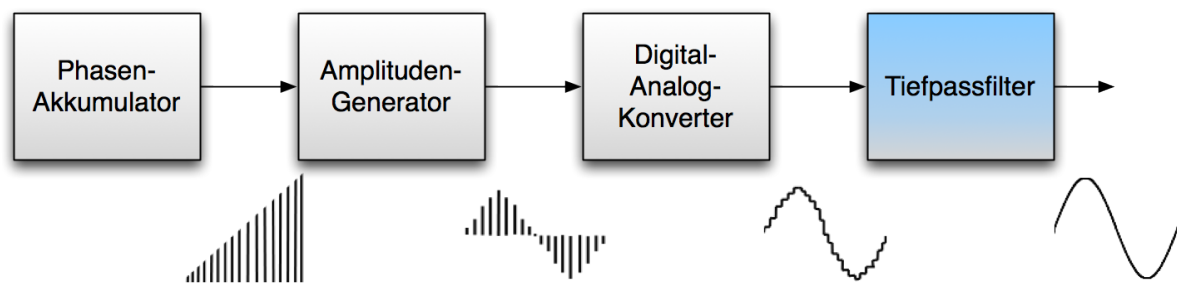 Phasen-
Akkumulator
Amplituden-
Generator
Digital-
Analog-
Konverter
Tiefpassfilter